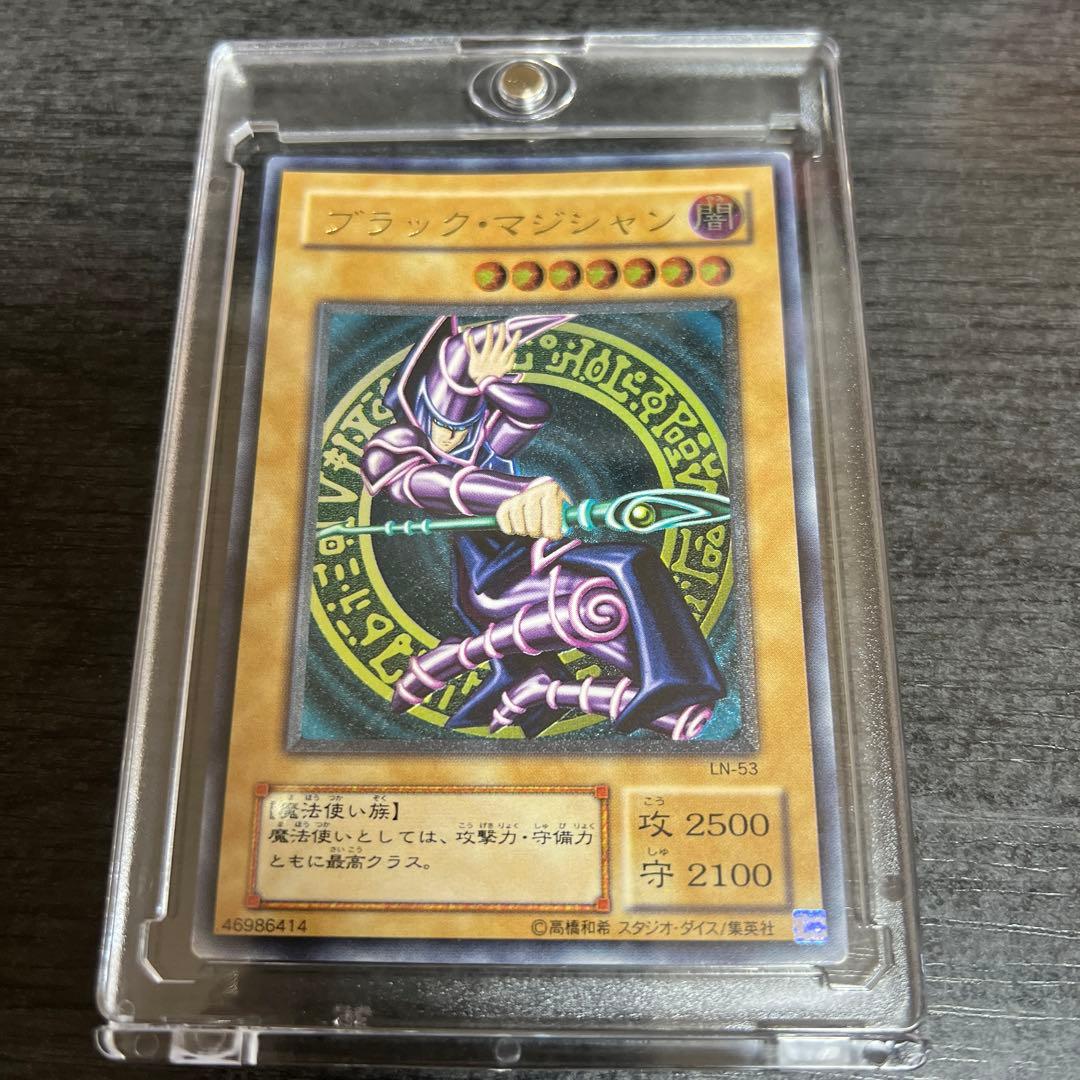 ブラック・マジシャン
闇
LN-53
【魔法使い族】
魔法使いとしては、攻撃力・守備力
ともに最高クラス。
攻 2500
守 2100
46986414
©高橋和希 スタジオ・ダイス/集英社